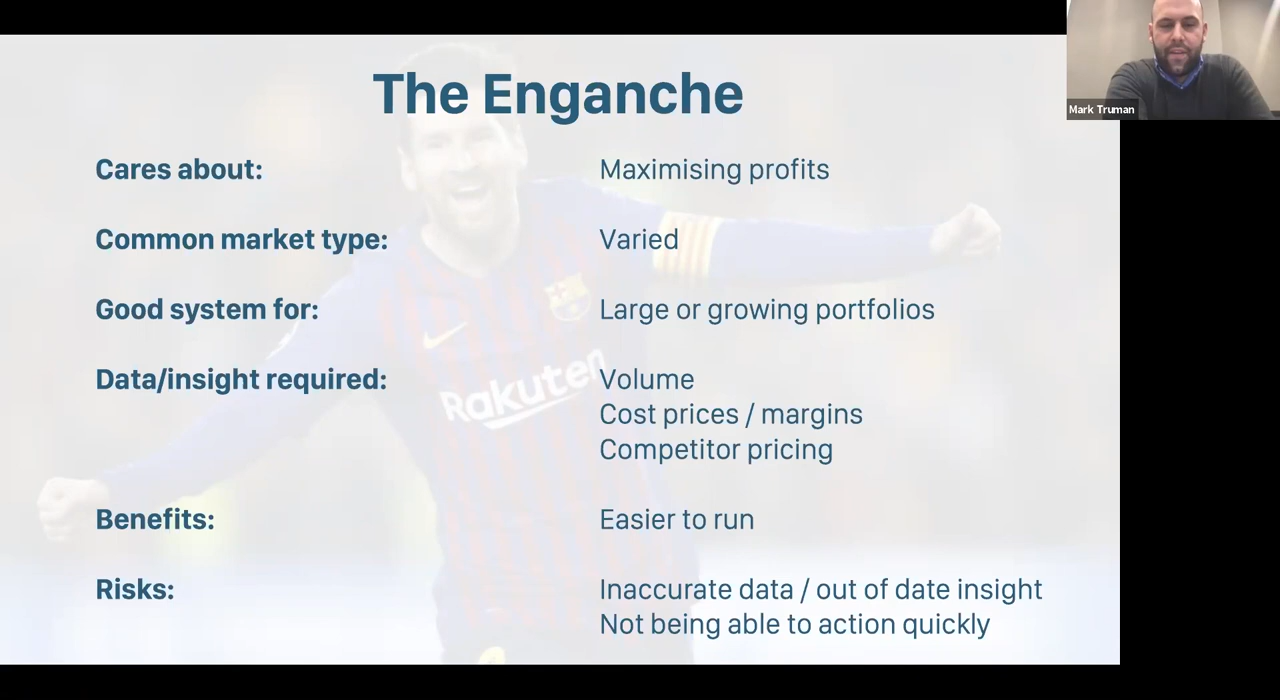 The Enganche
Mark Truman
Cares about:
Maximising profits
Common market type:
Varied
Good system for:
Large or growing portfolios
Data/insight required:
Volume
Cost prices / margins
Competitor pricing
Rakuten
Benefits:
Easier to run
Risks:
Inaccurate data / out of date insight
Not being able to action quickly